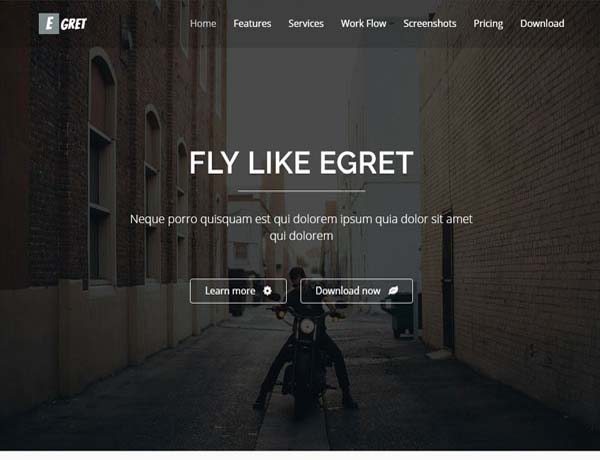 E GRET
Home Features Services Work Flow Screenshots Pricing Download
FLY LIKE EGRET
Neque porro quisquam est qui dolorem ipsum quia dolor sit amet
qui dolorem
Learn more Download now